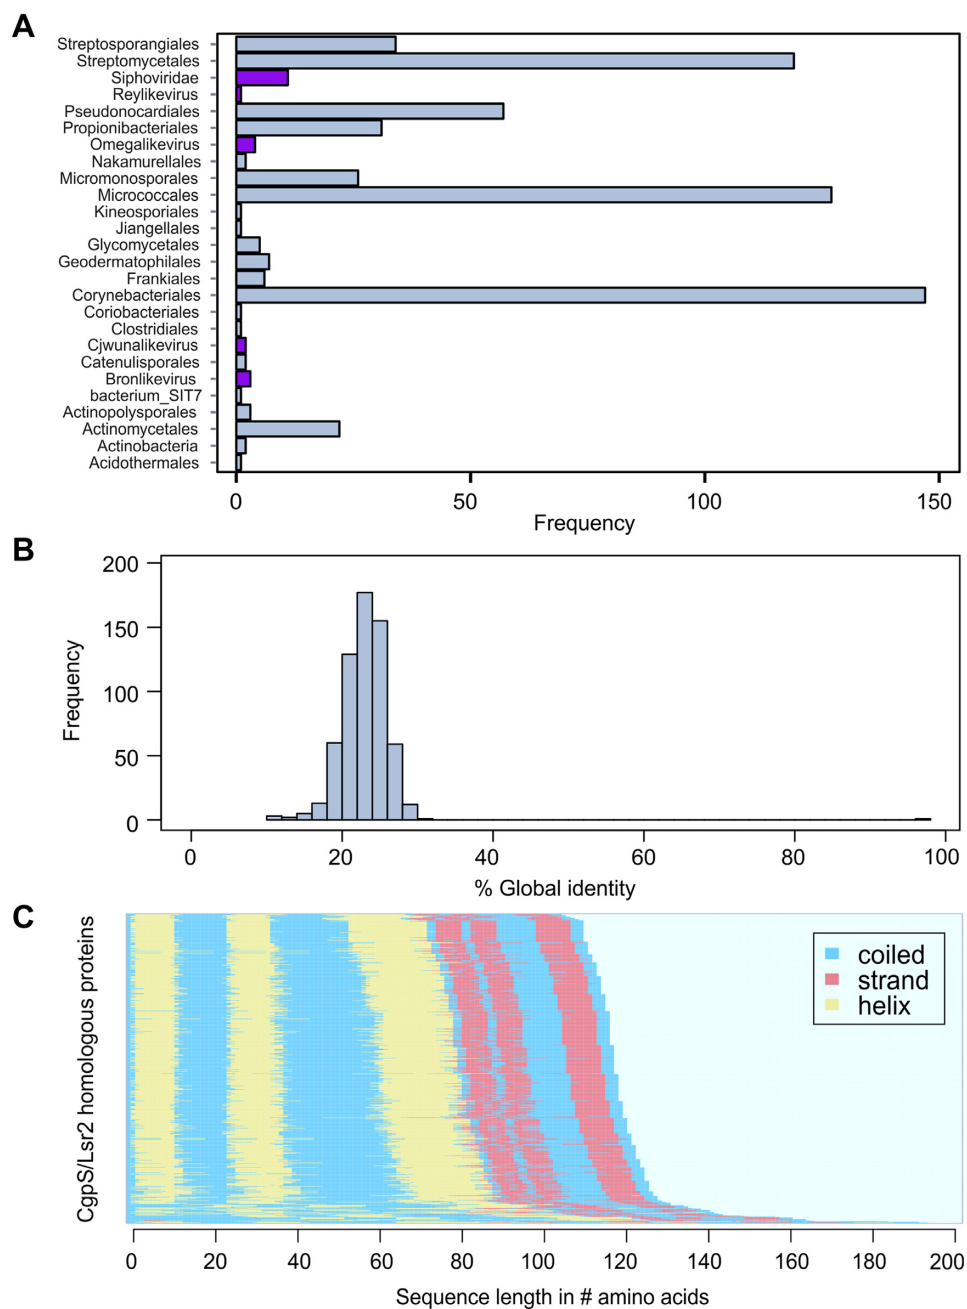 A
Streptosporangiales
Streptomycetales
Siphoviridae
Reylikevirus
Pseudonocardiales
Propionibacteriales
Omegalikevirus
Nakamurellales
Micromonosporales
Micrococcales
Kineosporiales
Jiangellales
Glycomycetales
Geodermatophilales
Frankiales
Corynebacteriales
Coriobacteriales
Clostridiales
Cjwunalikevirus
Catenulisporales
Bronlikevirus
bacterium_SIT7
Actinopolysporales
Actinomycetales
Actinobacteria
Acidothermales
0 50 100 150
Frequency
B
200
150
100
50
0
Frequency
0 20 40 60 80 100
% Global identity
C
CgpS/Lsr2 homologous proteins
coiled
strand
helix
0 20 40 60 80 100 120 140 160 180 200
Sequence length in # amino acids